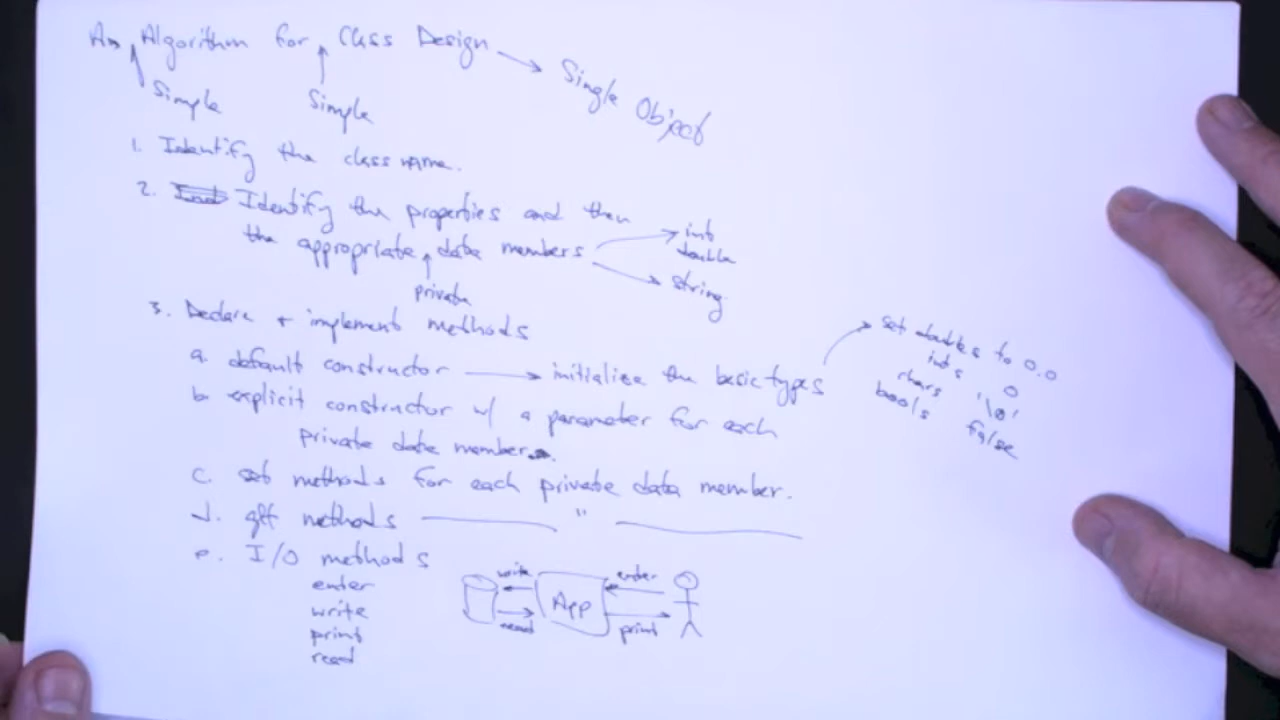 An Algorithm for Class Design → Single Object
Simple Simple
1. Identify the class name.
2. Identify the properties and then
the appropriate data members → int
double
→ string
private
3. Declare + implement methods
a. default constructor → initialize the basic types → set doubles to 0.0
ints 0
chars '\0'
bools false
b. explicit constructor w/ a parameter for each
private data member.
c. set methods for each private data member.
d. get methods — " —
e. I/O methods
enter
write
print
read
write App enter
read print